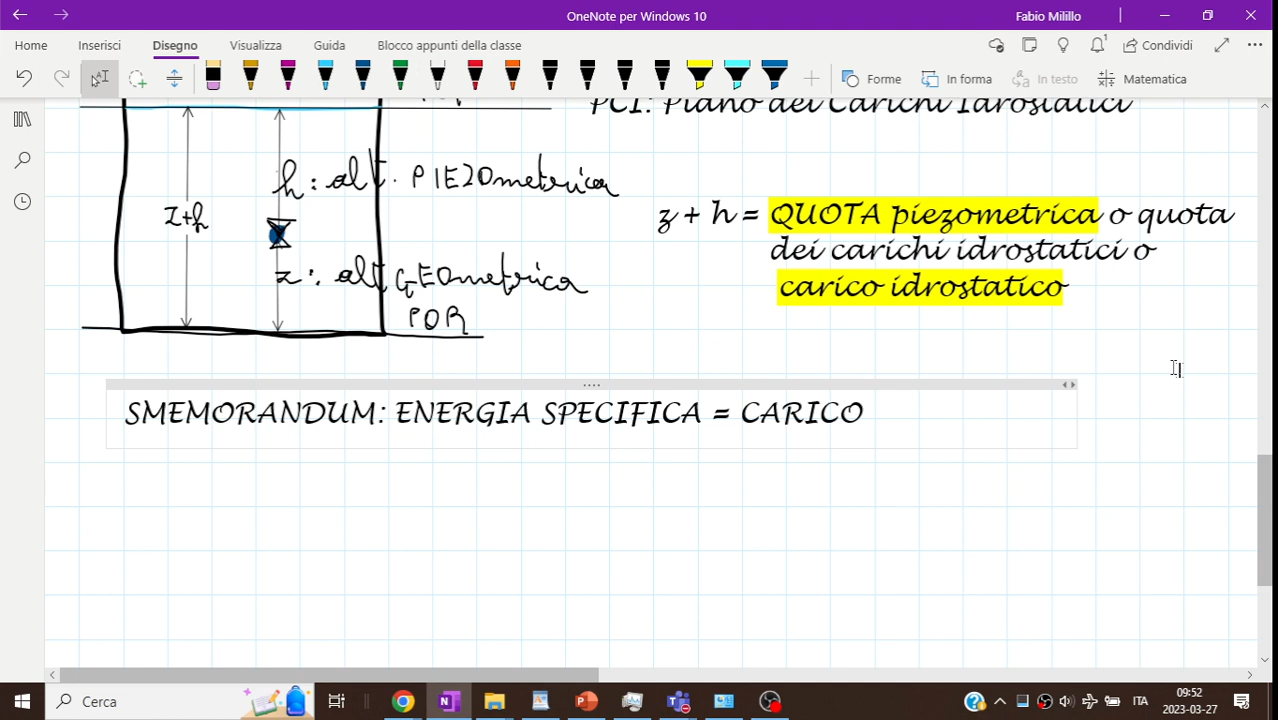 OneNote per Windows 10
Fabio Milillo
Home Inserisci Disegno Visualizza Guida Blocco appunti della classe
Condividi
Forme In forma In testo Matematica
PCI: Piano dei Carichi Idrostatici
h: alt. PIEZOmetrica
z+h
z + h = QUOTA piezometrica o quota
dei carichi idrostatici o
carico idrostatico
z: alt GEOmetrica
POR
SMEMORANDUM: ENERGIA SPECIFICA = CARICO
Cerca
ITA
09:52
2023-03-27